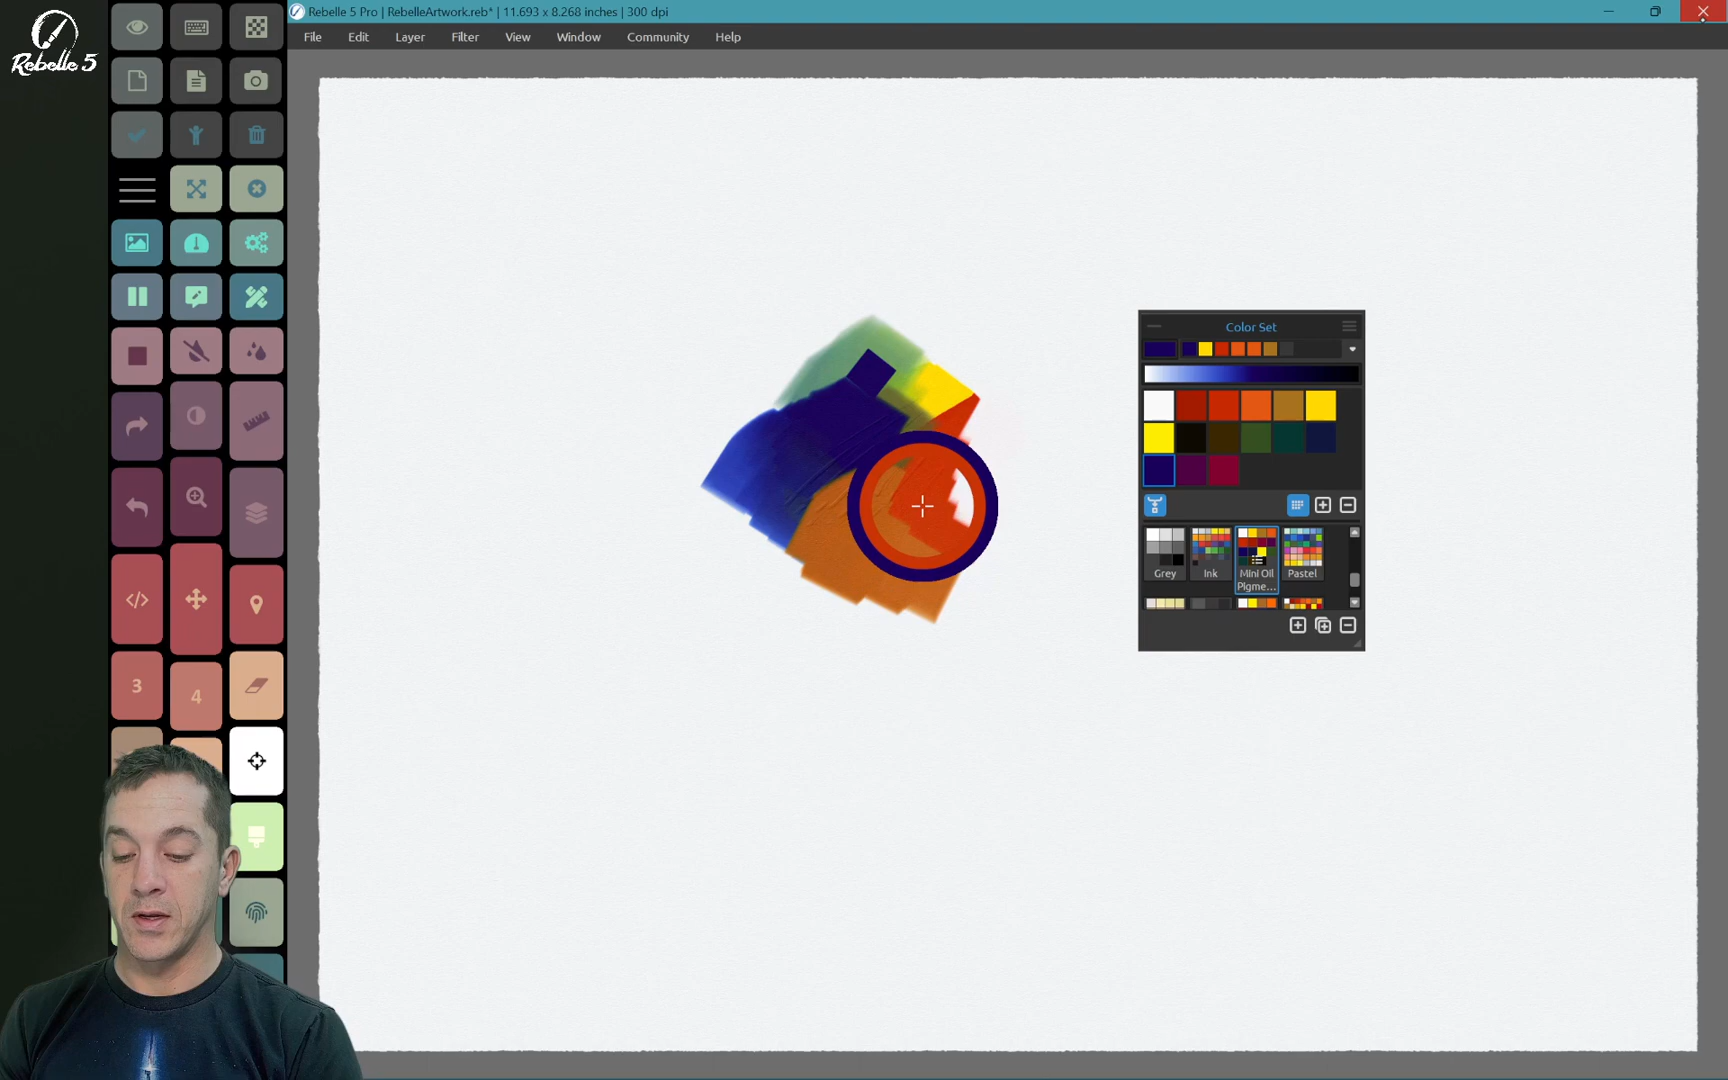 Rebelle 5
Rebelle 5 Pro | RebelleArtwork.reb* | 11.693 x 8.268 inches | 300 dpi
File Edit Layer Filter View Window Community Help
Color Set
Grey Ink Mini Oil Pigme... Pastel
</>
3 4